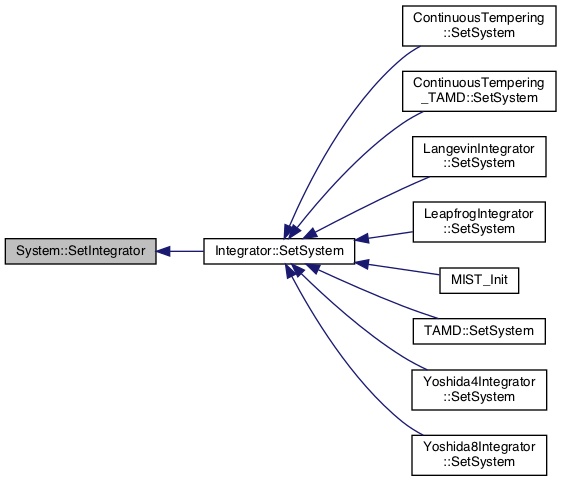 ContinuousTempering
::SetSystem
ContinuousTempering
_TAMD::SetSystem
LangevinIntegrator
::SetSystem
LeapfrogIntegrator
::SetSystem
System::SetIntegrator
Integrator::SetSystem
MIST_Init
TAMD::SetSystem
Yoshida4Integrator
::SetSystem
Yoshida8Integrator
::SetSystem